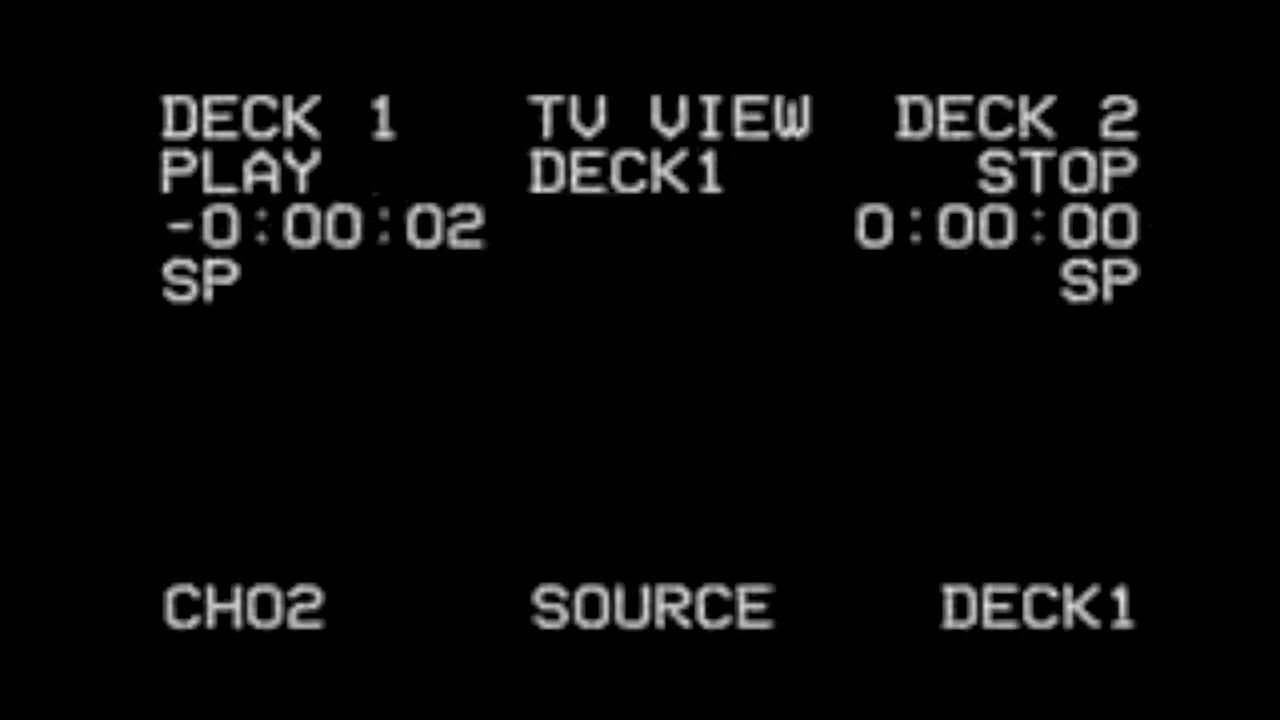 DECK 1 TV VIEW DECK 2
PLAY DECK1 STOP
-0:00:02 0:00:00
SP SP
CH02 SOURCE DECK1